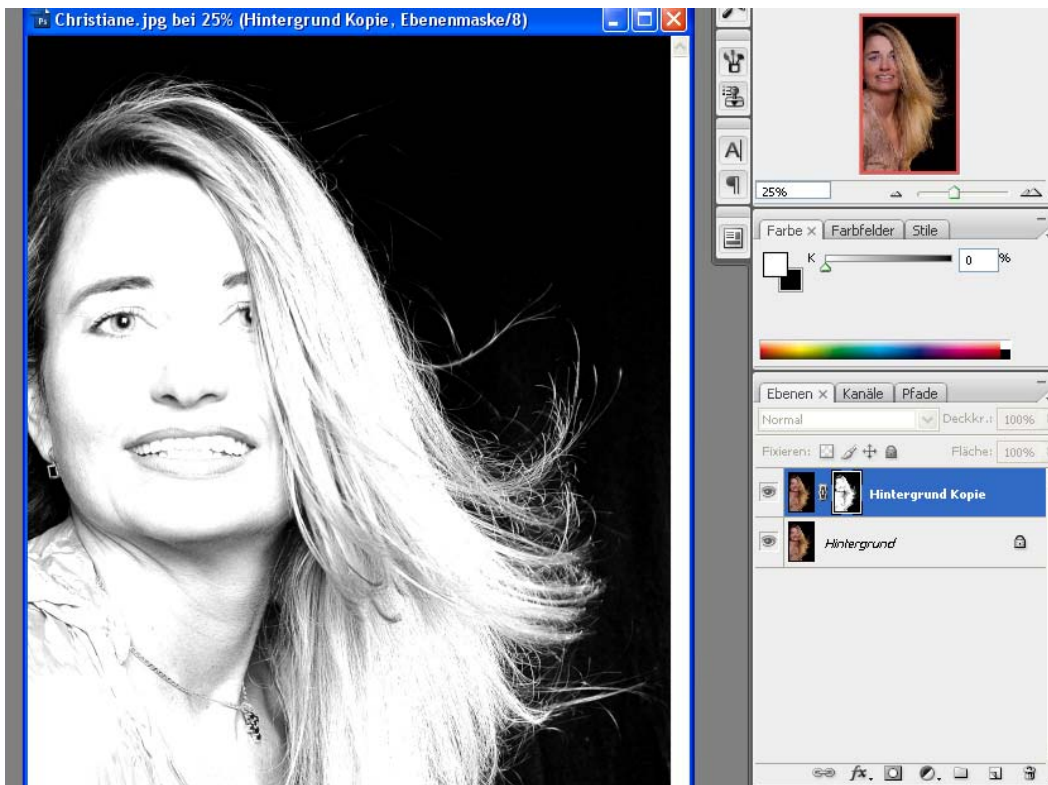 Christiane.jpg bei 25% (Hintergrund Kopie, Ebenenmaske/8)
25%
Farbe × Farbfelder Stile
K 0 %
Ebenen × Kanäle Pfade
Normal Deckkr.: 100%
Fixieren: Fläche: 100%
Hintergrund Kopie
Hintergrund
fx.